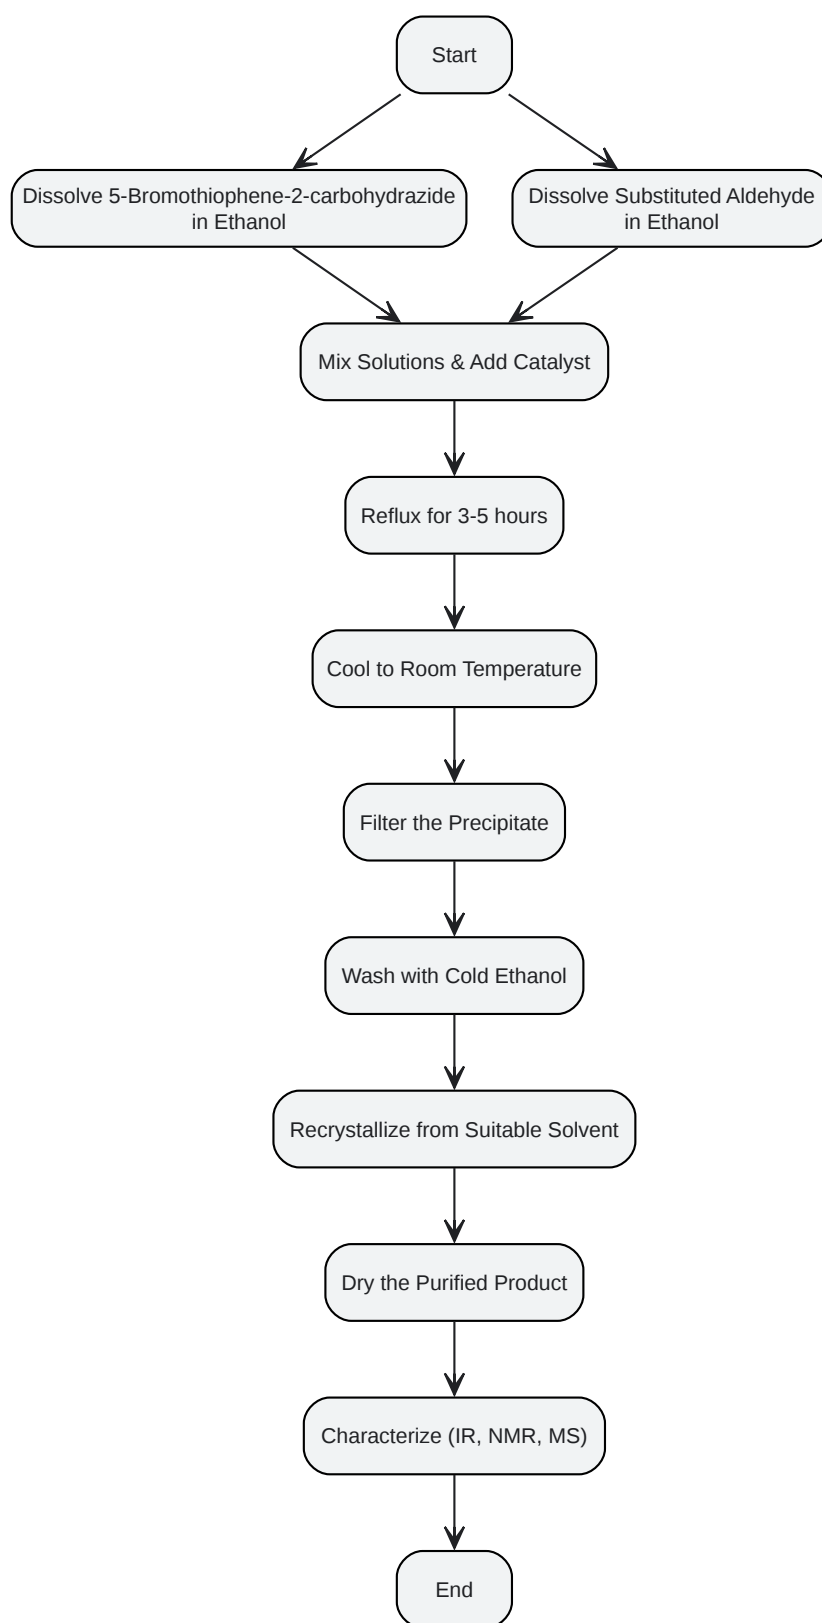 Start
Dissolve 5-Bromothiophene-2-carbohydrazide
in Ethanol
Dissolve Substituted Aldehyde
in Ethanol
Mix Solutions & Add Catalyst
Reflux for 3-5 hours
Cool to Room Temperature
Filter the Precipitate
Wash with Cold Ethanol
Recrystallize from Suitable Solvent
Dry the Purified Product
Characterize (IR, NMR, MS)
End